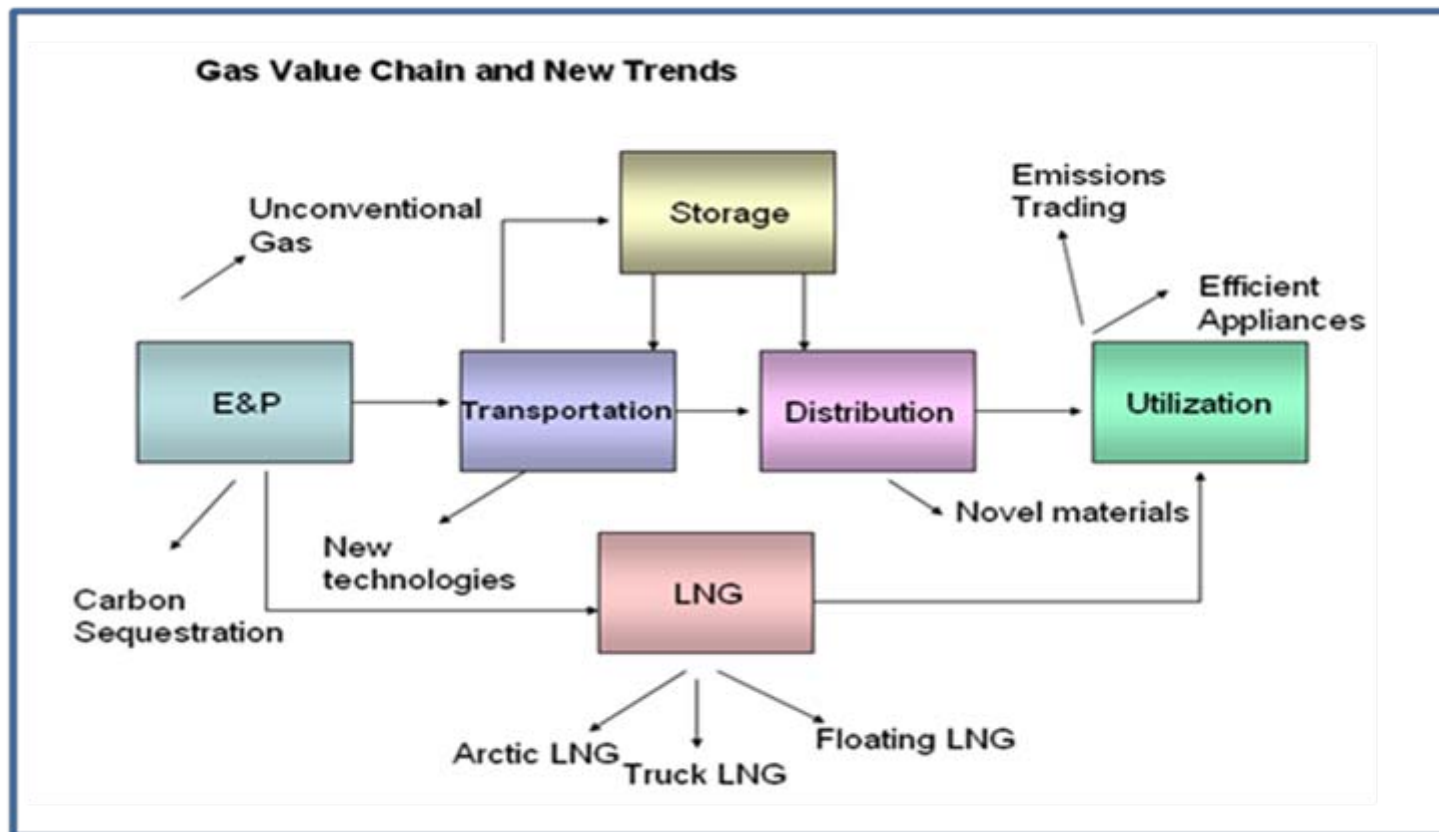 Gas Value Chain and New Trends
Unconventional
Gas
Storage
Emissions
Trading
Efficient
Appliances
E&P
Transportation
Distribution
Utilization
New
technologies
Novel materials
Carbon
Sequestration
LNG
Arctic LNG
Truck LNG
Floating LNG